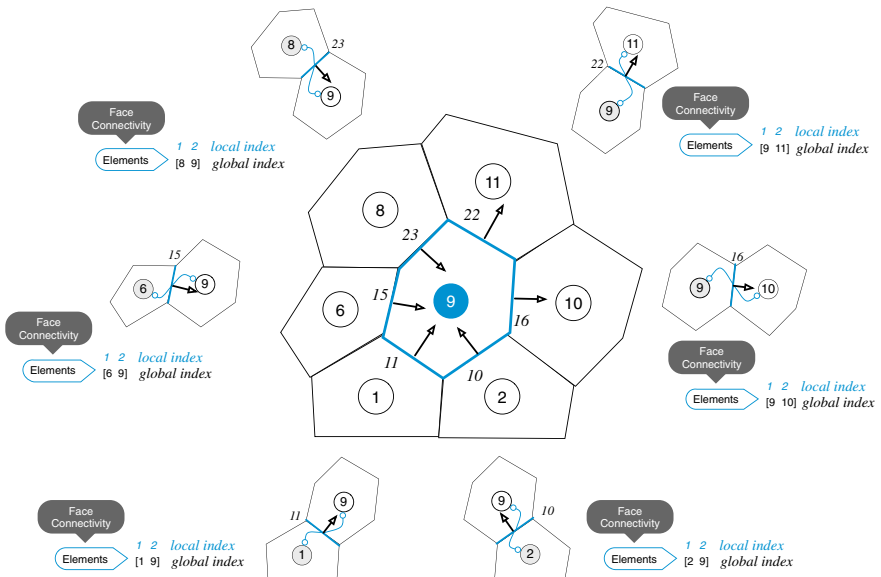 8
23
9
Face
Connectivity
Elements
1 2 local index
[8 9] global index
11
22
9
Face
Connectivity
Elements
1 2 local index
[9 11] global index
8
11
22
23
9
6
15
10
16
11
10
1
2
15
6
9
Face
Connectivity
Elements
1 2 local index
[6 9] global index
16
9
10
Face
Connectivity
Elements
1 2 local index
[9 10] global index
11
9
1
Face
Connectivity
Elements
1 2 local index
[1 9] global index
9
10
2
Face
Connectivity
Elements
1 2 local index
[2 9] global index